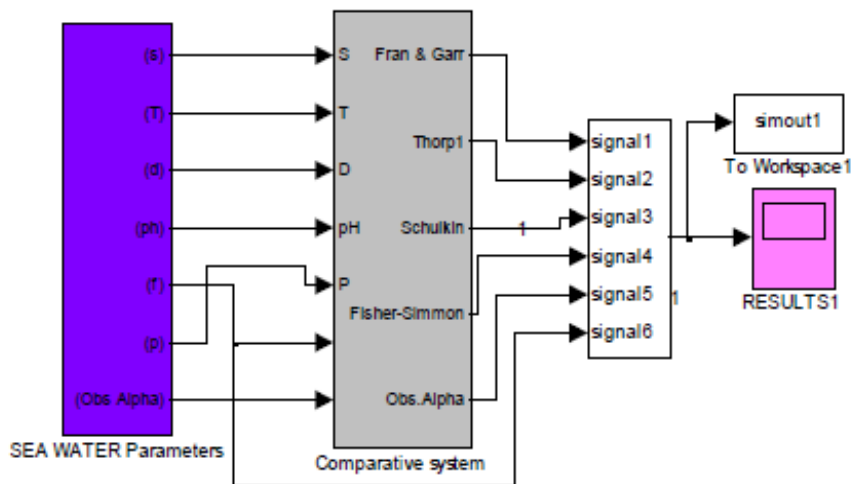 (s)
(T)
(d)
(ph)
(f)
(p)
(Obs Alpha)
SEA WATER Parameters
S
T
D
pH
P
Fran & Garr
Thorp1
Schulkin
Fisher-Simmon
Obs.Alpha
Comparative system
1
signal1
signal2
signal3
signal4
signal5
signal6
1
simout1
To Workspace1
RESULTS1